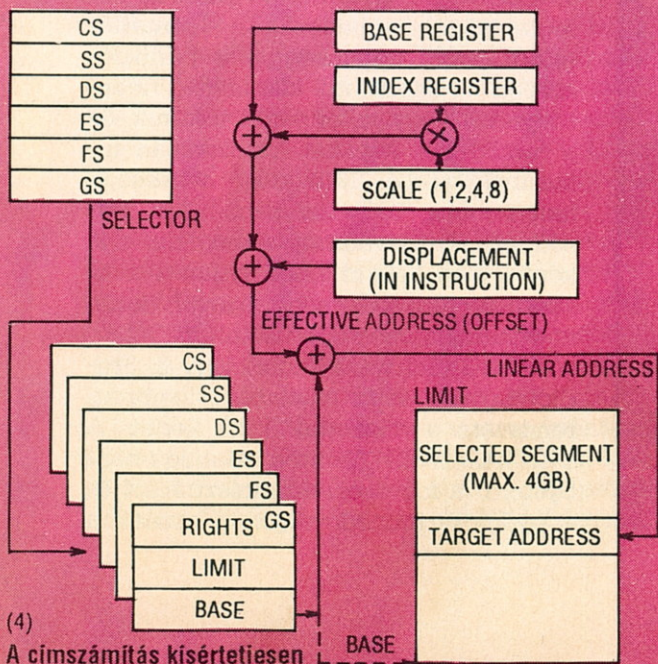 CS
SS
DS
ES
FS
GS
SELECTOR
BASE REGISTER
INDEX REGISTER
SCALE (1,2,4,8)
DISPLACEMENT
(IN INSTRUCTION)
EFFECTIVE ADDRESS (OFFSET)
LINEAR ADDRESS
CS
SS
DS
ES
FS
GS
RIGHTS
LIMIT
BASE
LIMIT
SELECTED SEGMENT
(MAX. 4GB)
TARGET ADDRESS
BASE
(4)
A címszámítás kísértetiesen